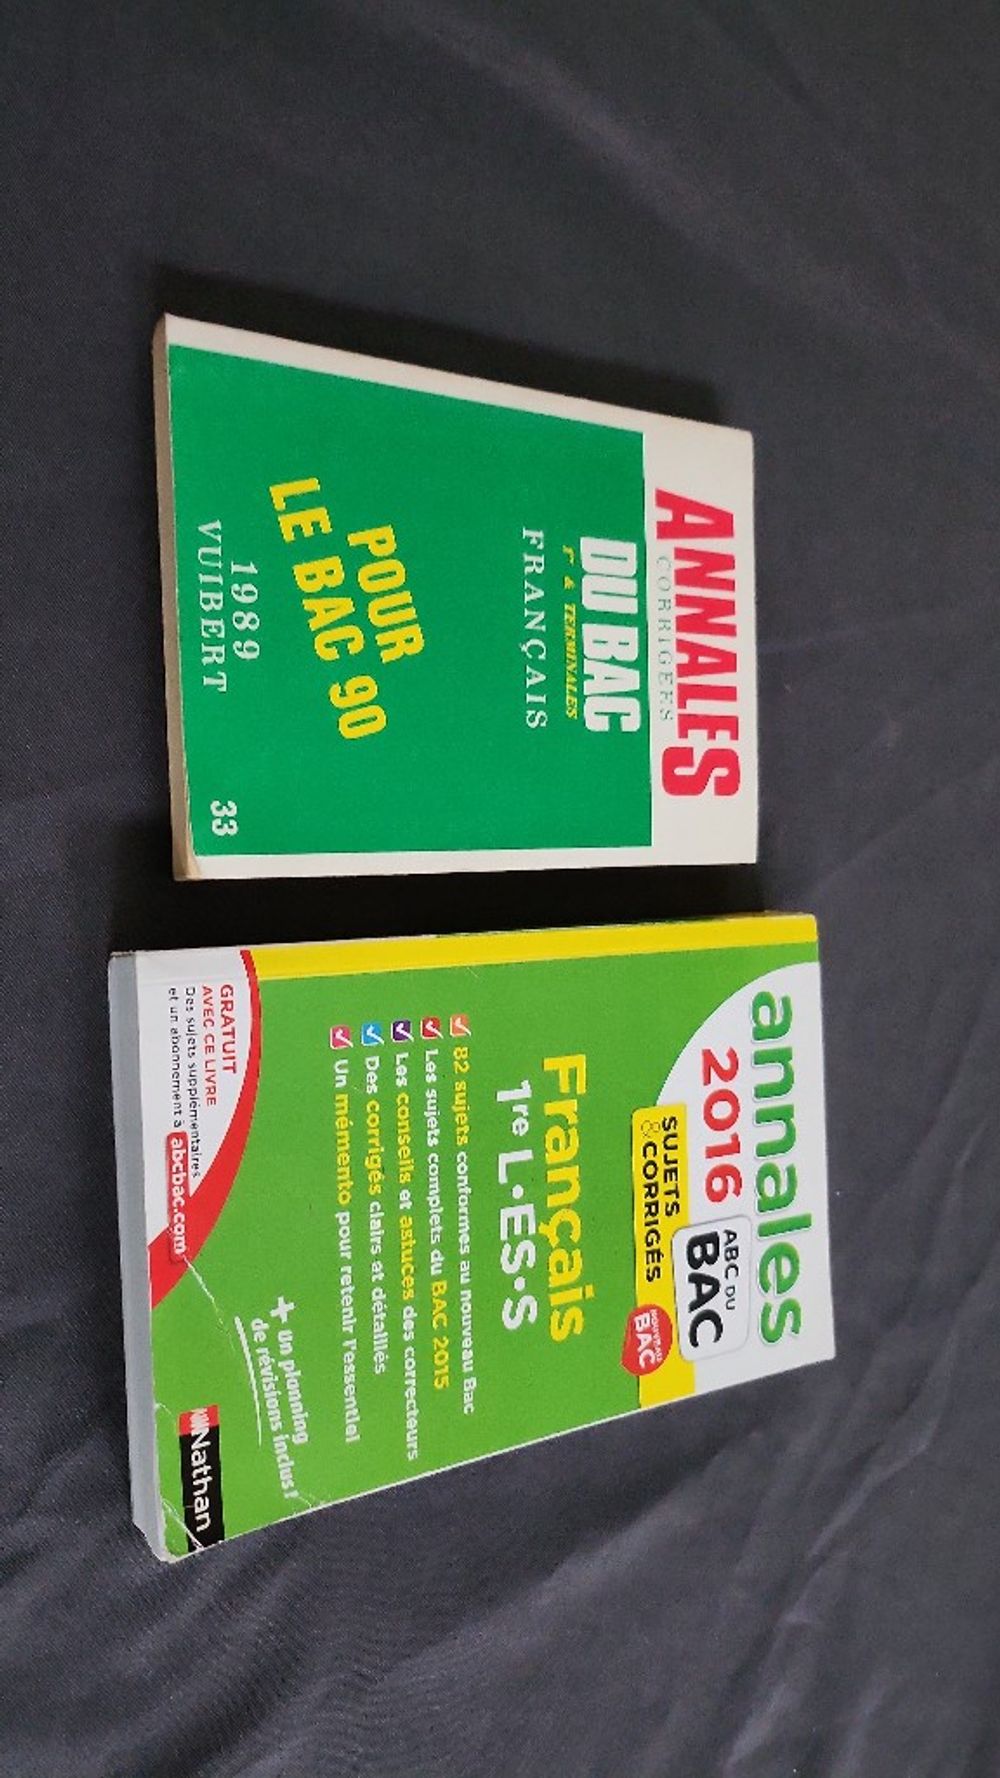 ANNALES
CORRIGÉES
DU BAC
1re & TERMINALES
FRANÇAIS
POUR
LE BAC 90
1989
VUIBERT
33
annales
2016
ABC DU
BAC
SUJETS
&CORRIGÉS
NOUVEAU
BAC
Français
1re L•ES•S
82 sujets conformes au nouveau Bac
Les sujets complets du BAC 2015
Les conseils et astuces des correcteurs
Des corrigés clairs et détaillés
Un mémento pour retenir l'essentiel
+ un planning
de révisions inclus !
GRATUIT
AVEC CE LIVRE
Des sujets supplémentaires
et un abonnement à abcbac.com
Nathan